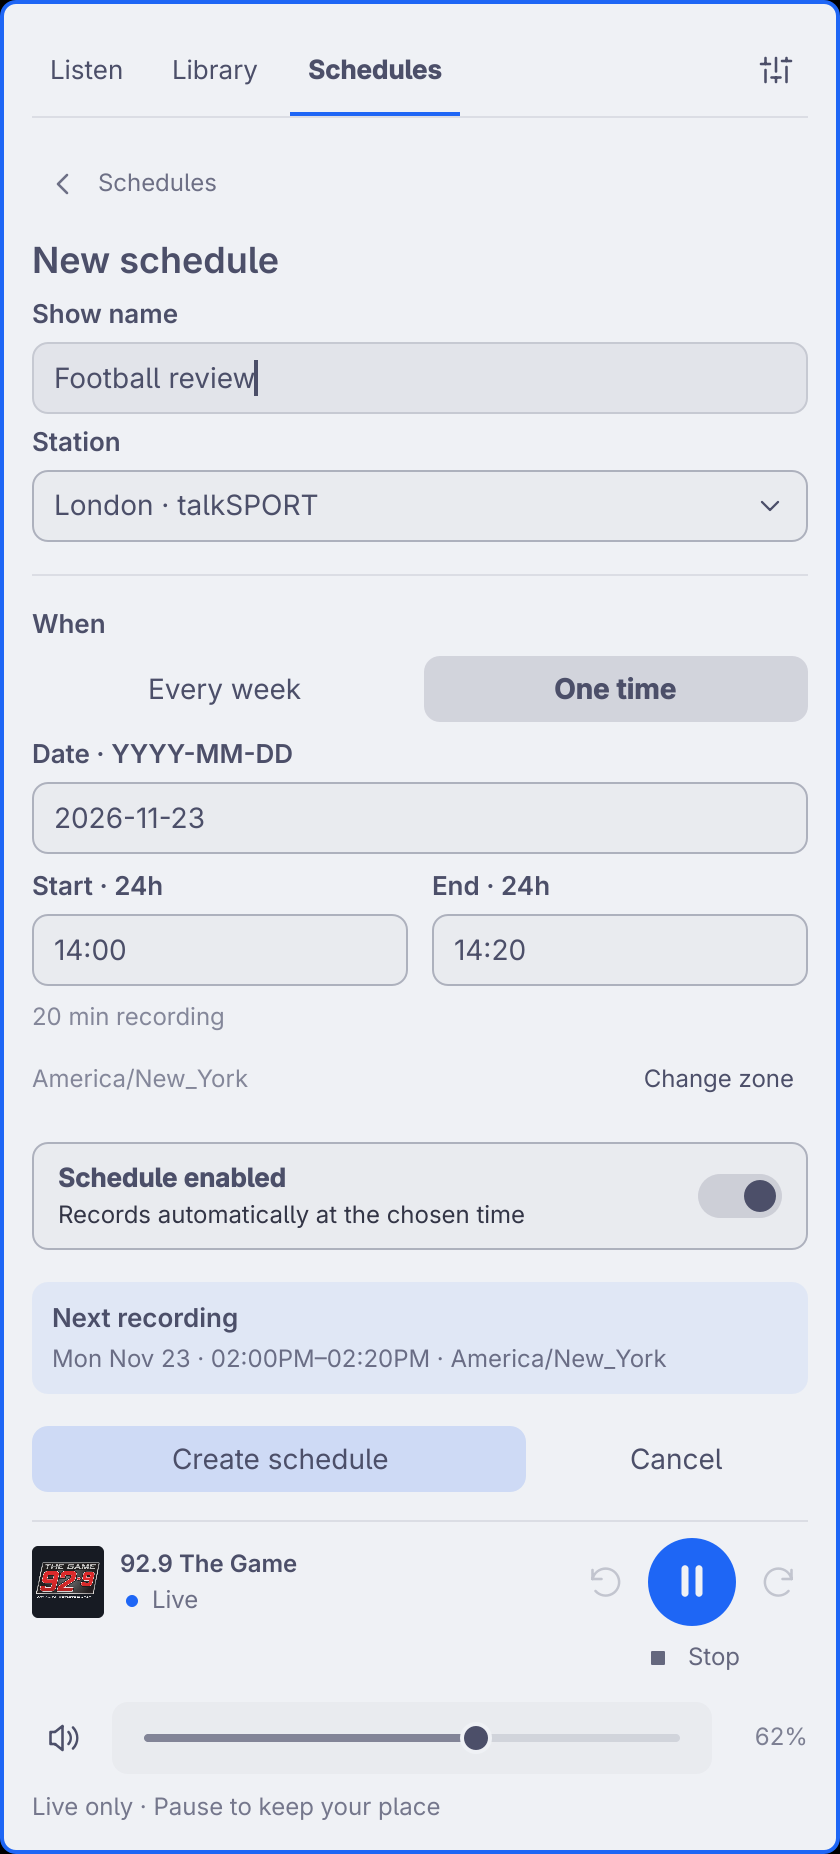 Listen Library Schedules
Schedules
New schedule
Show name
Football review
Station
London · talkSPORT
When
Every week One time
Date · YYYY-MM-DD
2026-11-23
Start · 24h End · 24h
14:00 14:20
20 min recording
America/New_York Change zone
Schedule enabled
Records automatically at the chosen time
Next recording
Mon Nov 23 · 02:00PM–02:20PM · America/New_York
Create schedule Cancel
THE GAME
92.9
92.9 The Game
Live
Stop
62%
Live only · Pause to keep your place